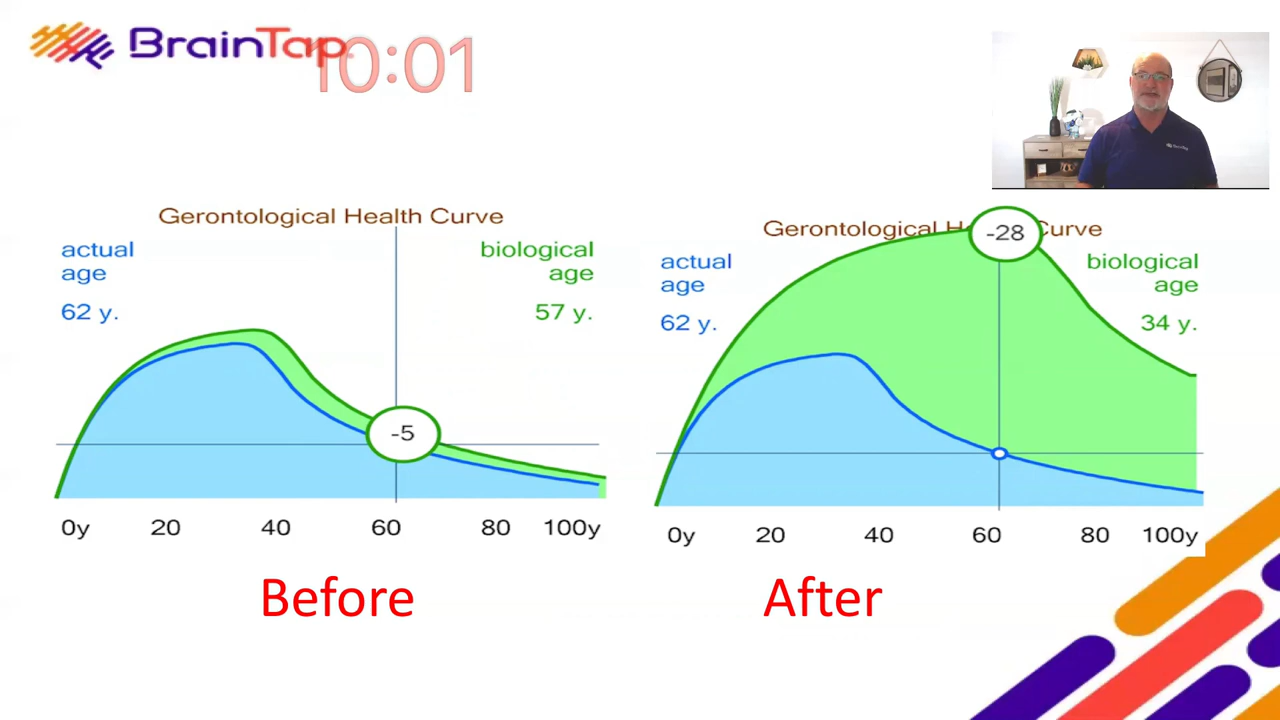 BrainTap
10:01
Gerontological Health Curve
actual
age
62 y.
biological
age
57 y.
-5
0y 20 40 60 80 100y
Before
Gerontological H Curve
-28
actual
age
62 y.
biological
age
34 y.
0y 20 40 60 80 100y
After